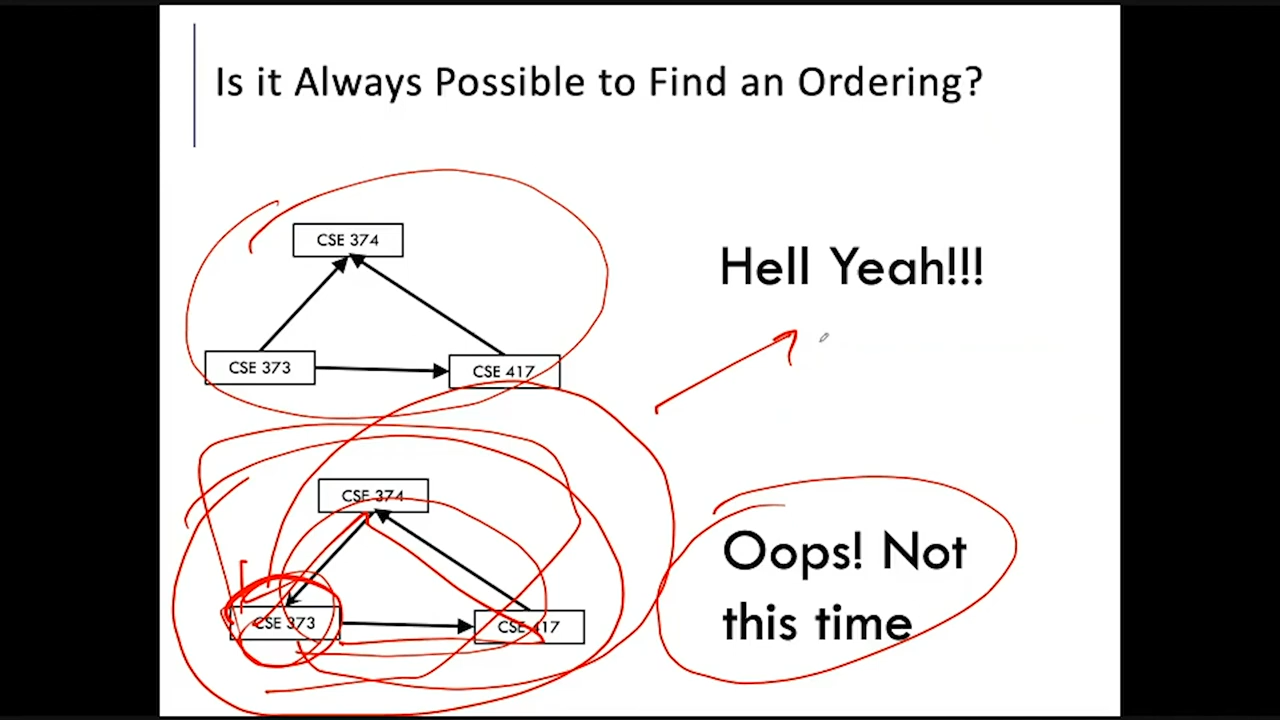 Is it Always Possible to Find an Ordering?
CSE 374
Hell Yeah!!!
CSE 373
CSE 417
CSE 374
Oops! Not
this time
CSE 373
CSE 417